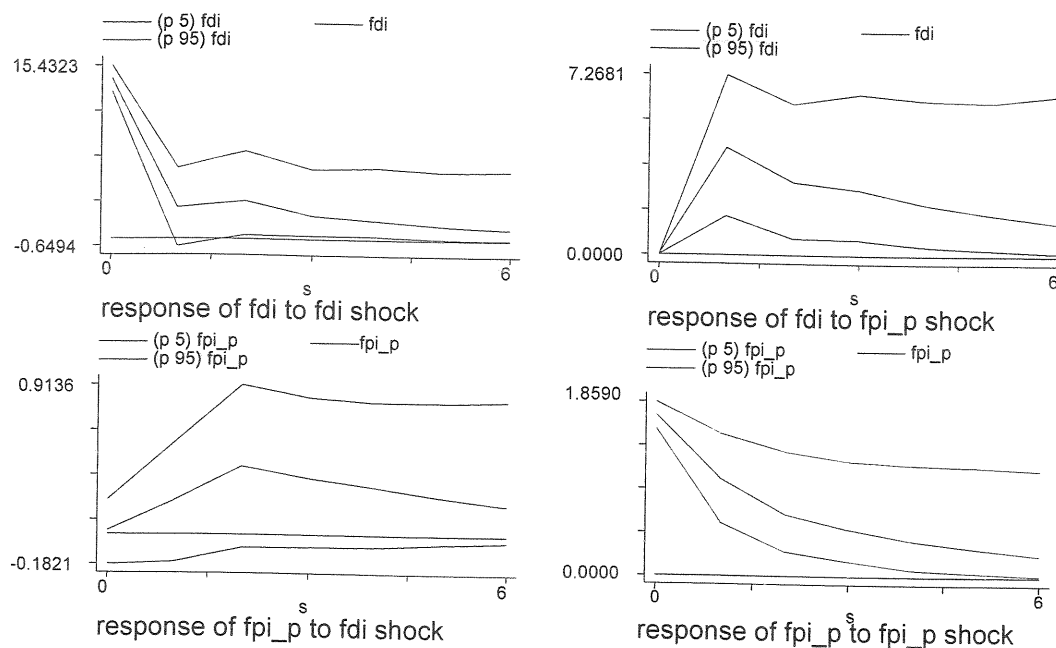 (p 5) fdi
fdi
(p 95) fdi
15.4323
-0.6494
0
6
s
response of fdi to fdi shock
(p 5) fdi
fdi
(p 95) fdi
7.2681
0.0000
0
6
s
response of fdi to fpi_p shock
(p 5) fpi_p
fpi_p
(p 95) fpi_p
0.9136
-0.1821
0
6
s
response of fpi_p to fdi shock
(p 5) fpi_p
fpi_p
(p 95) fpi_p
1.8590
0.0000
0
6
s
response of fpi_p to fpi_p shock